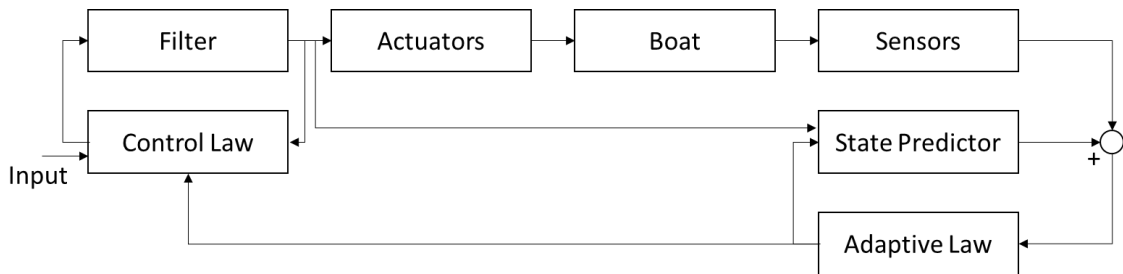 Filter
Actuators
Boat
Sensors
Control Law
State Predictor
+
Input
Adaptive Law